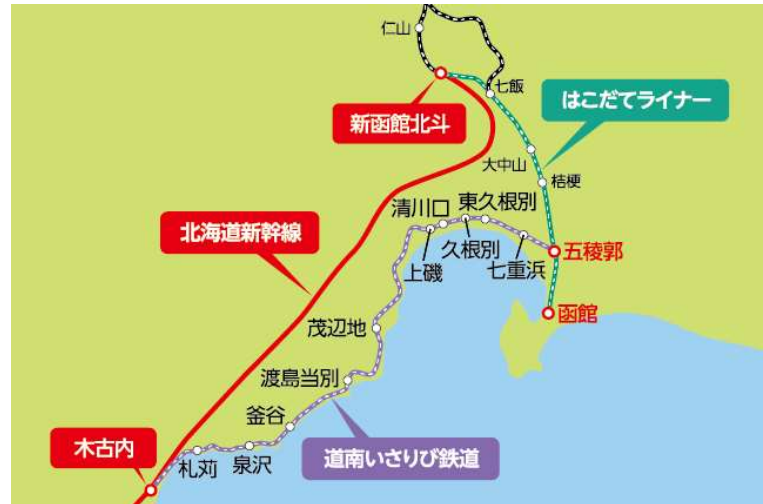 仁山
七飯
新函館北斗
はこだてライナー
大中山
桔梗
清川口
東久根別
北海道新幹線
上磯
久根別
七重浜
五稜郭
函館
茂辺地
渡島当別
釜谷
木古内
札苅
泉沢
道南いさりび鉄道